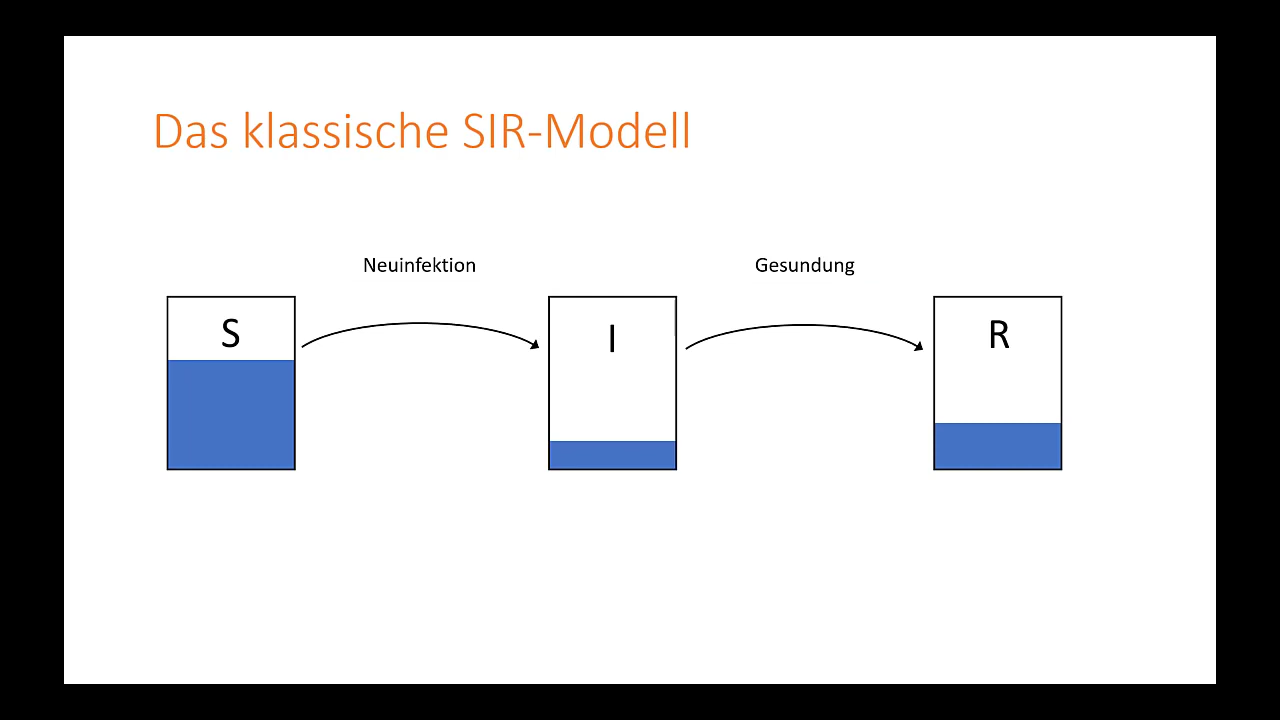 Das klassische SIR-Modell
Neuinfektion
Gesundung
S
I
R